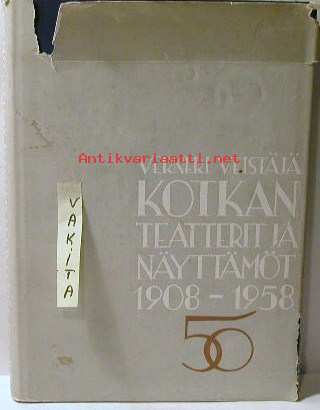 Antikvariaatti.net
VERNERI VEISTÄJÄ
KOTKAN
TEATTERIT JA
NÄYTTÄMÖT
1908 - 1958
50
VAKITA